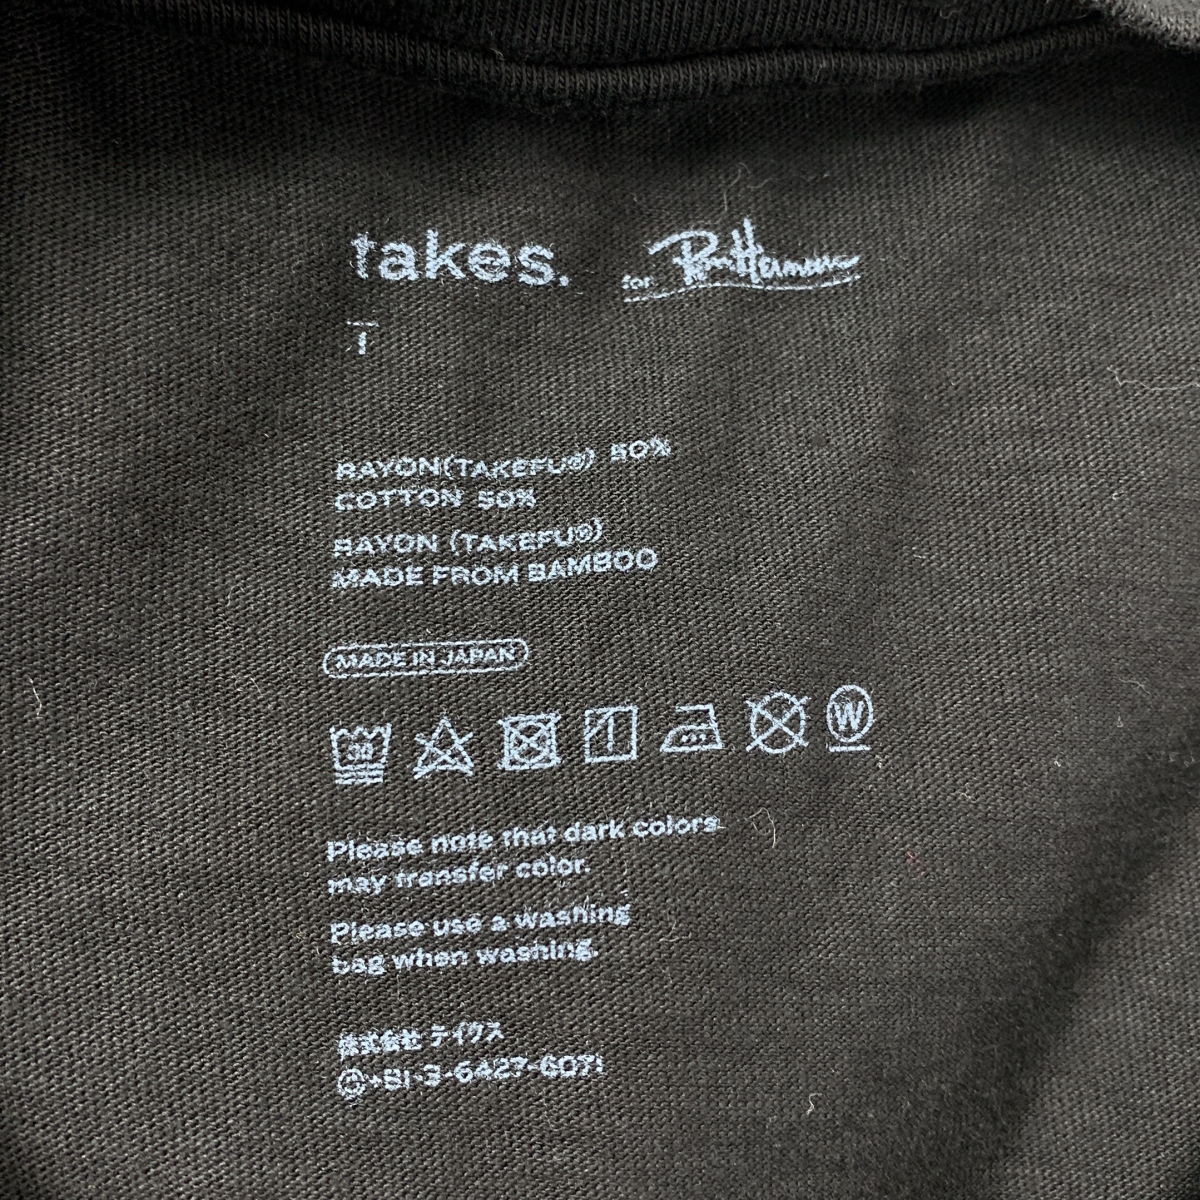 takes. for Ron Herman
T
RAYON(TAKEFU®) 50%
COTTON 50%
RAYON (TAKEFU®)
MADE FROM BAMBOO
MADE IN JAPAN
30 W
Please note that dark colors
may transfer color.
Please use a washing
bag when washing.
株式会社 テイクス
+81-3-6427-6071